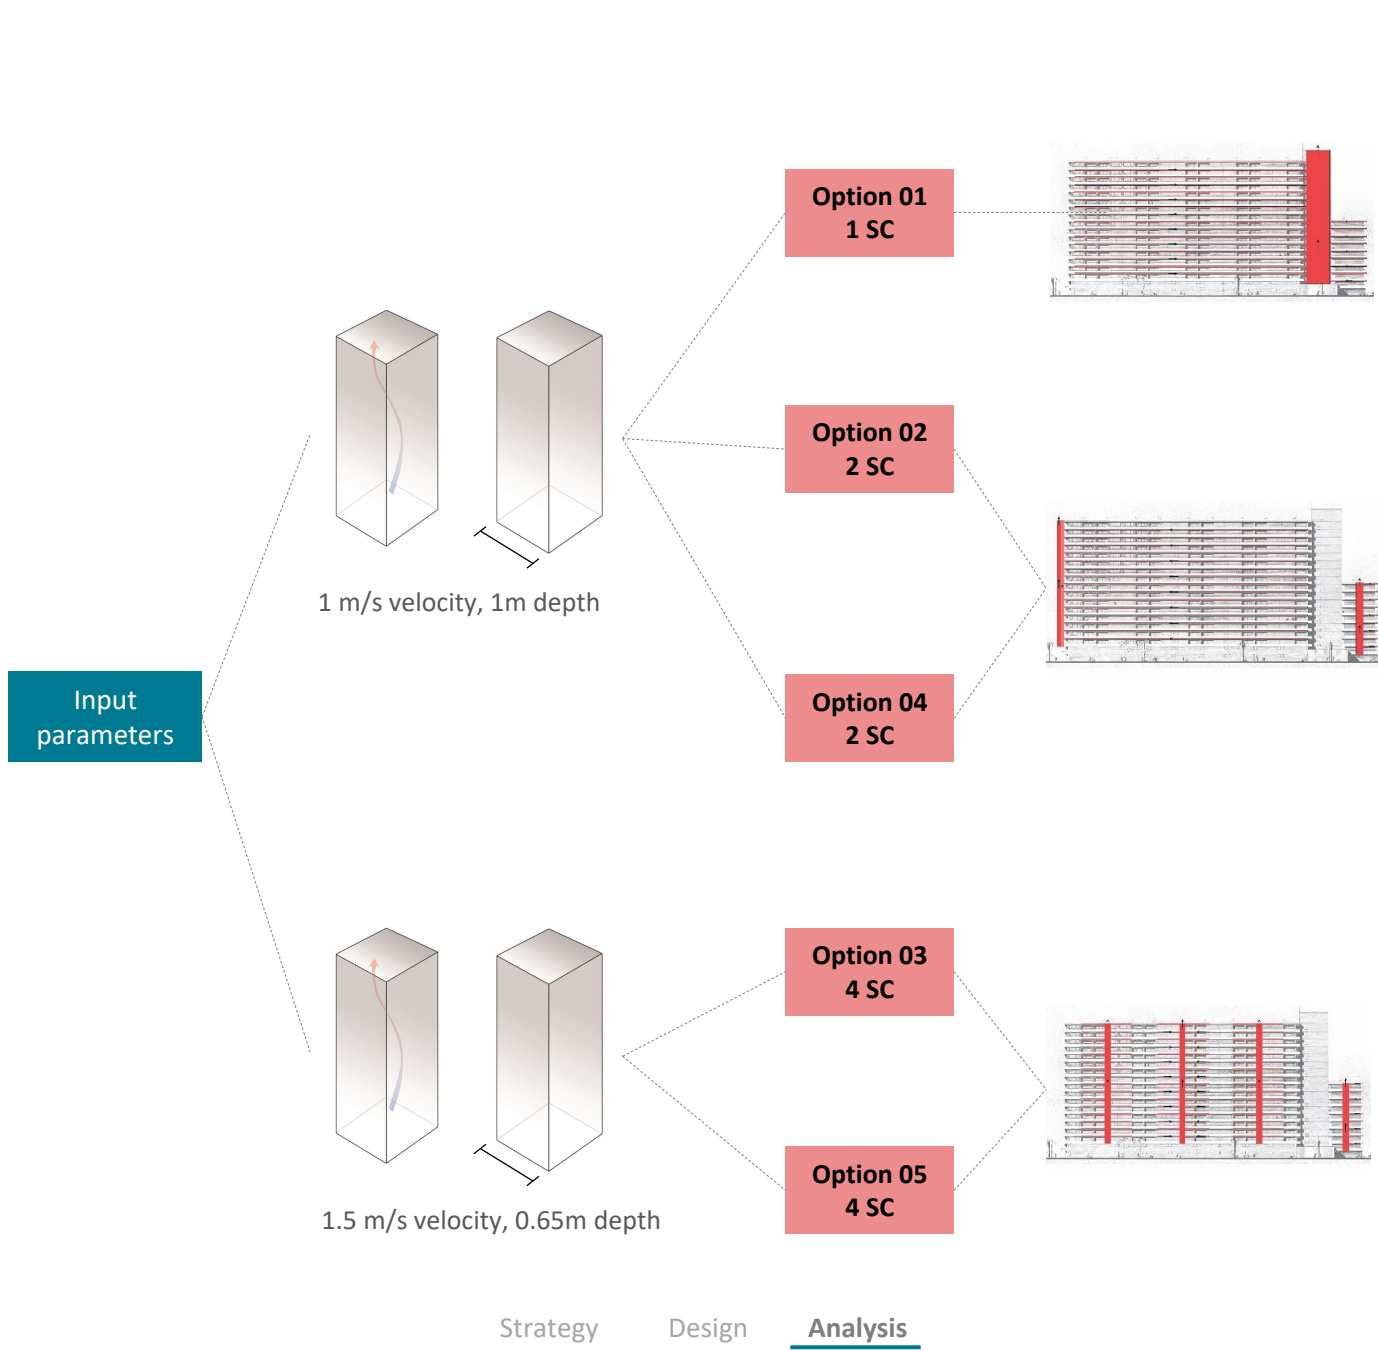 Option 01
1 SC
Option 02
2 SC
1 m/s velocity, 1m depth
Input
parameters
Option 04
2 SC
Option 03
4 SC
Option 05
4 SC
1.5 m/s velocity, 0.65m depth
Strategy
Design
Analysis